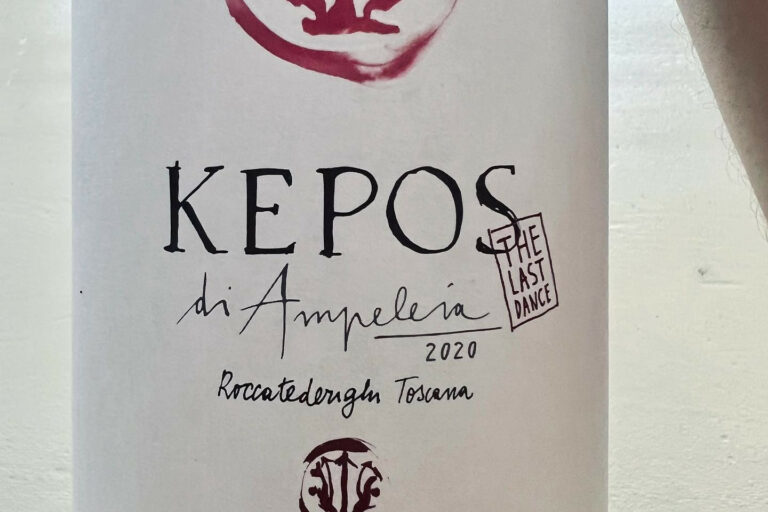 KEPOS
THE
LAST
DANCE
di Ampeleia
2020
Roccatederighi Toscana